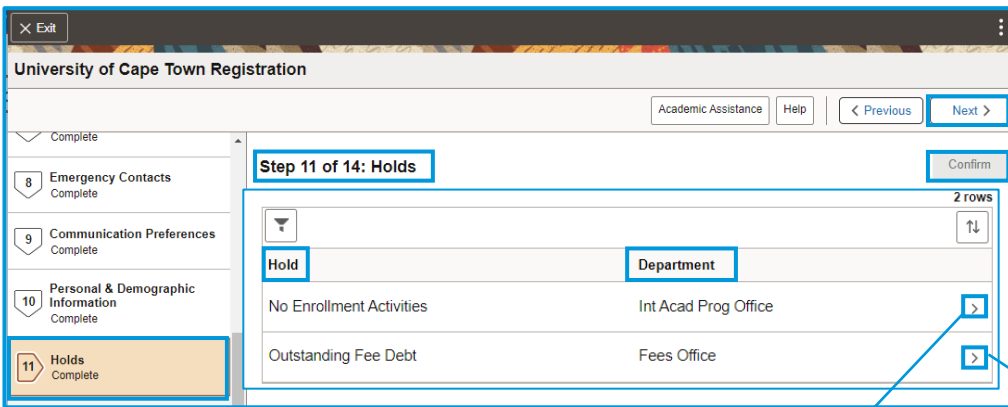 × Exit
University of Cape Town Registration
Academic Assistance Help < Previous Next >
Complete
8 Emergency Contacts
Complete
9 Communication Preferences
Complete
10 Personal & Demographic
Information
Complete
11 Holds
Complete
Step 11 of 14: Holds
Confirm
2 rows
Hold Department
No Enrollment Activities Int Acad Prog Office >
Outstanding Fee Debt Fees Office >